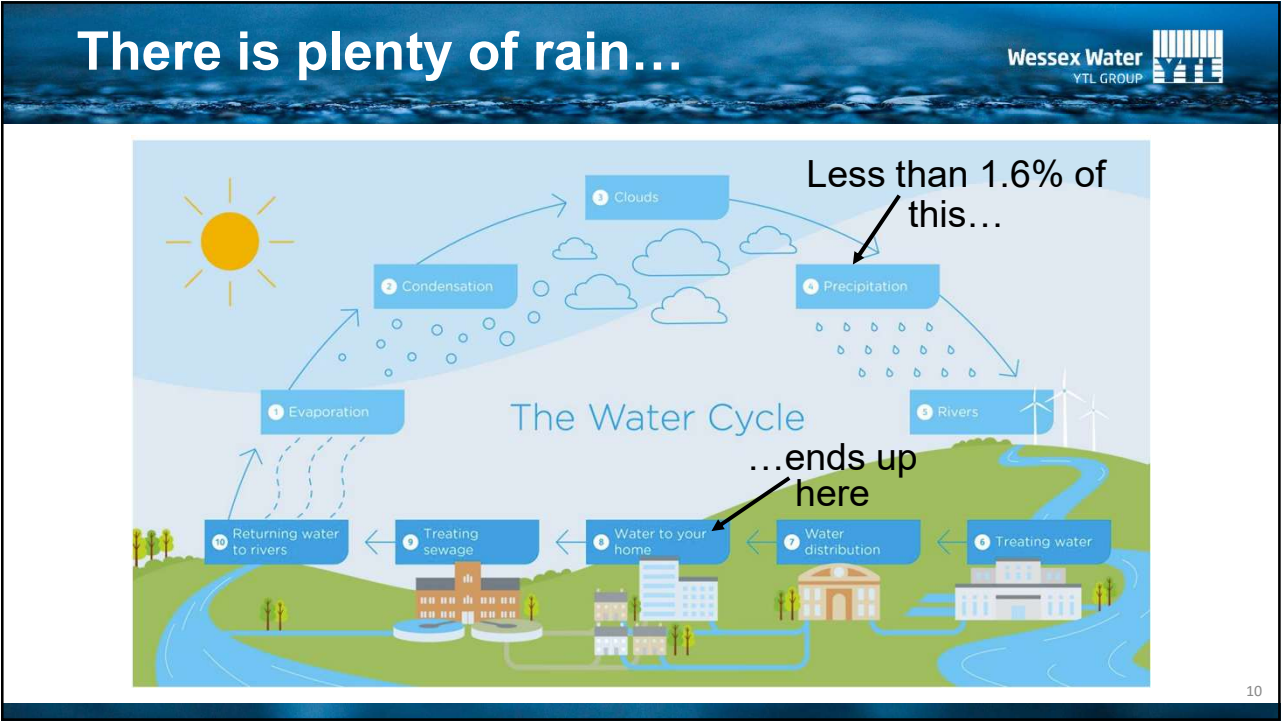 There is plenty of rain…
Wessex Water
YTL GROUP
YTL
Less than 1.6% of
this…
3 Clouds
2 Condensation
4 Precipitation
1 Evaporation
The Water Cycle
5 Rivers
…ends up
here
10 Returning water
to rivers
9 Treating
sewage
8 Water to your
home
7 Water
distribution
6 Treating water
10